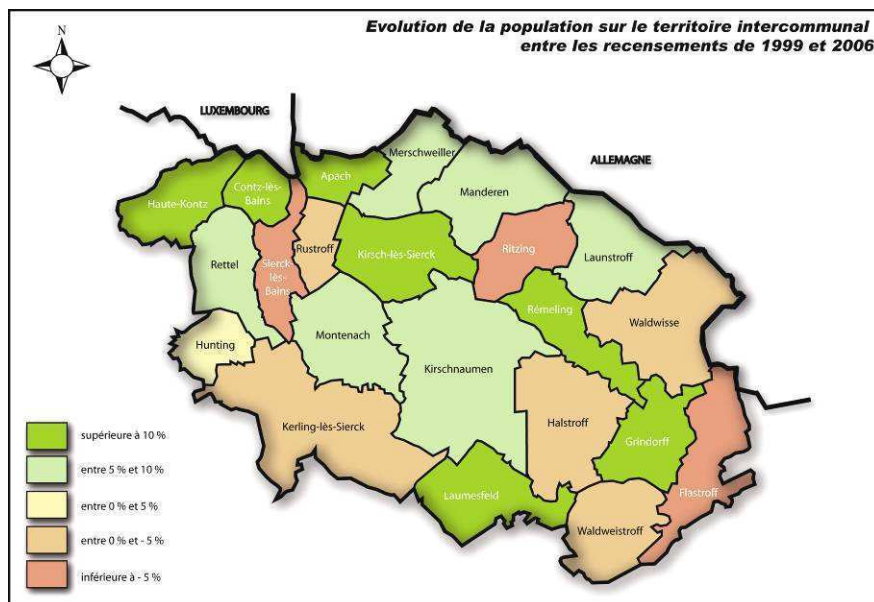 Evolution de la population sur le territoire intercommunal
entre les recensements de 1999 et 2006
LUXEMBOURG
ALLEMAGNE
Merschweiller
Apach
Contz-lès-
Bains
Haute-Kontz
Manderen
Rustroff
Kirsch-lès-Sierck
Ritzing
Launstroff
Rettel
Sierck-
lès-
Bains
Rémeling
Waldwisse
Montenach
Hunting
Kirschnaumen
Kerling-lès-Sierck
Halstroff
Grindorff
Laumesfeld
Flastroff
Waldweistroff
supérieure à 10 %
entre 5 % et 10 %
entre 0 % et 5 %
entre 0 % et - 5 %
inférieure à - 5 %